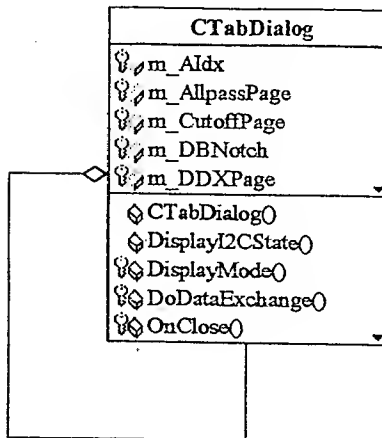 CTabDialog
m_AIdx
m_AllpassPage
m_CutoffPage
m_DBNotch
m_DDXPage
CTabDialog()
DisplayI2CState()
DisplayMode()
DoDataExchange()
OnClose()